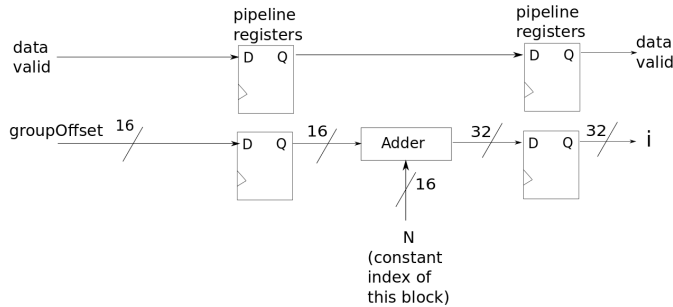 pipeline
registers
pipeline
registers
data
valid
D Q
D Q
data
valid
groupOffset
16
D Q
16
Adder
32
D Q
32
i
16
N
(constant
index of
this block)